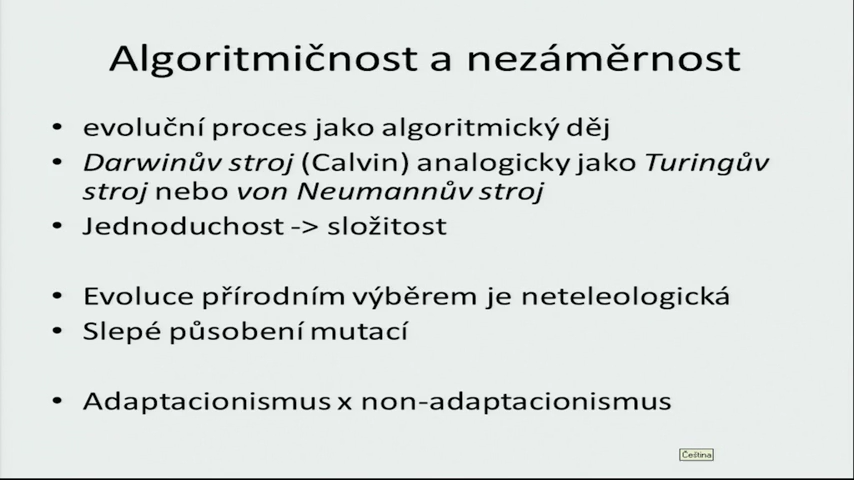 Algoritmičnost a nezáměrnost
• evoluční proces jako algoritmický děj
• Darwinův stroj (Calvin) analogicky jako Turingův
stroj nebo von Neumannův stroj
• Jednoduchost -> složitost
• Evoluce přírodním výběrem je neteleologická
• Slepé působení mutací
• Adaptacionismus x non-adaptacionismus
Čeština